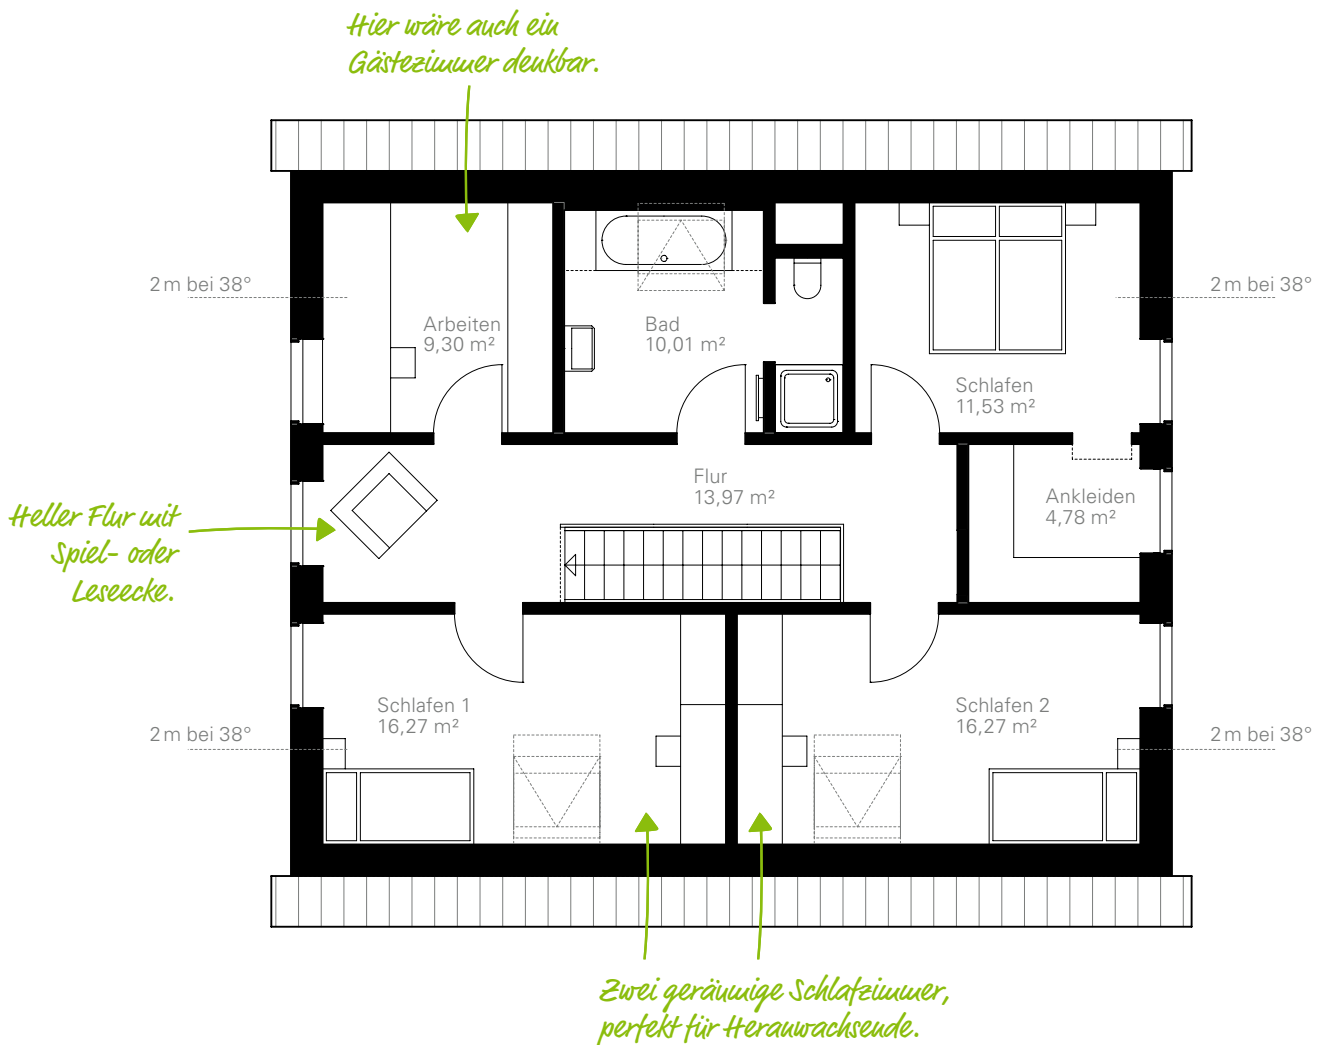 Hier wäre auch ein
Gästezimmer denkbar.
2 m bei 38°
2 m bei 38°
Arbeiten
9,30 m²
Bad
10,01 m²
Schlafen
11,53 m²
Flur
13,97 m²
Ankleiden
4,78 m²
Heller Flur mit
Spiel- oder
Leseecke.
Schlafen 1
16,27 m²
Schlafen 2
16,27 m²
2 m bei 38°
2 m bei 38°
Zwei geräumige Schlafzimmer,
perfekt für Heranwachsende.